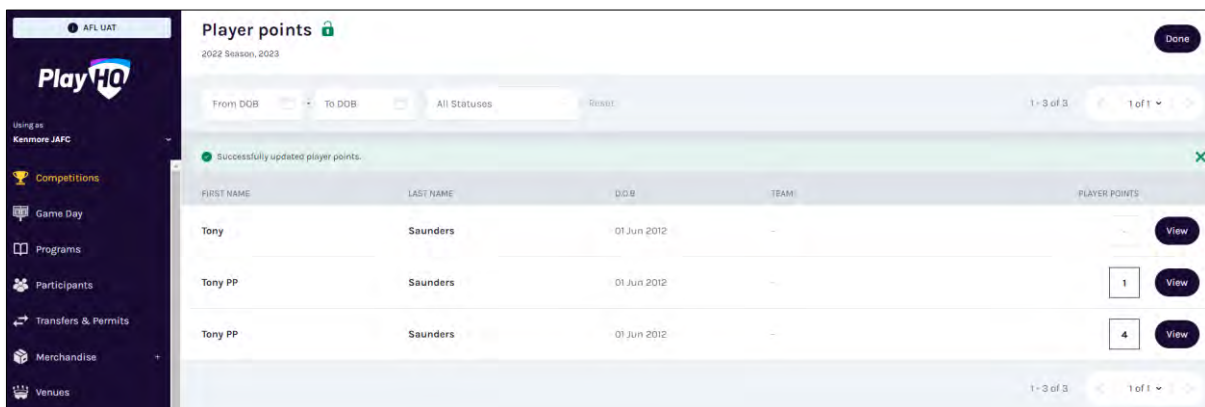 AFL UAT
PlayHQ
Using as
Kenmore JAFC
Competitions
Game Day
Programs
Participants
Transfers & Permits
Merchandise +
Venues
Player points
2022 Season, 2023
Done
From DOB - To DOB All Statuses Reset 1 - 3 of 3 1 of 1
Successfully updated player points.
FIRST NAME LAST NAME D.O.B TEAM PLAYER POINTS
Tony Saunders 01 Jun 2012 - - View
Tony PP Saunders 01 Jun 2012 - 1 View
Tony PP Saunders 01 Jun 2012 - 4 View
1 - 3 of 3 1 of 1